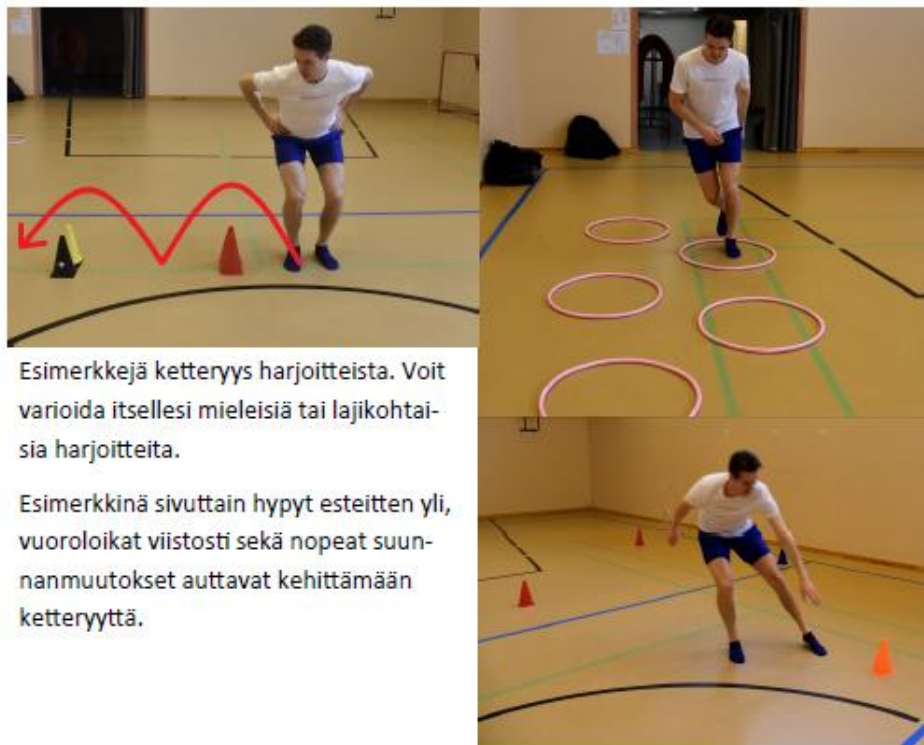 Esimerkkejä ketteryys harjoitteista. Voit
varioida itsellesi mieleisiä tai lajikohtai-
sia harjoitteita.
Esimerkkinä sivuttain hypyt esteitten yli,
vuoroloikat viistosti sekä nopeat suun-
nanmuutokset auttavat kehittämään
ketteryyttä.